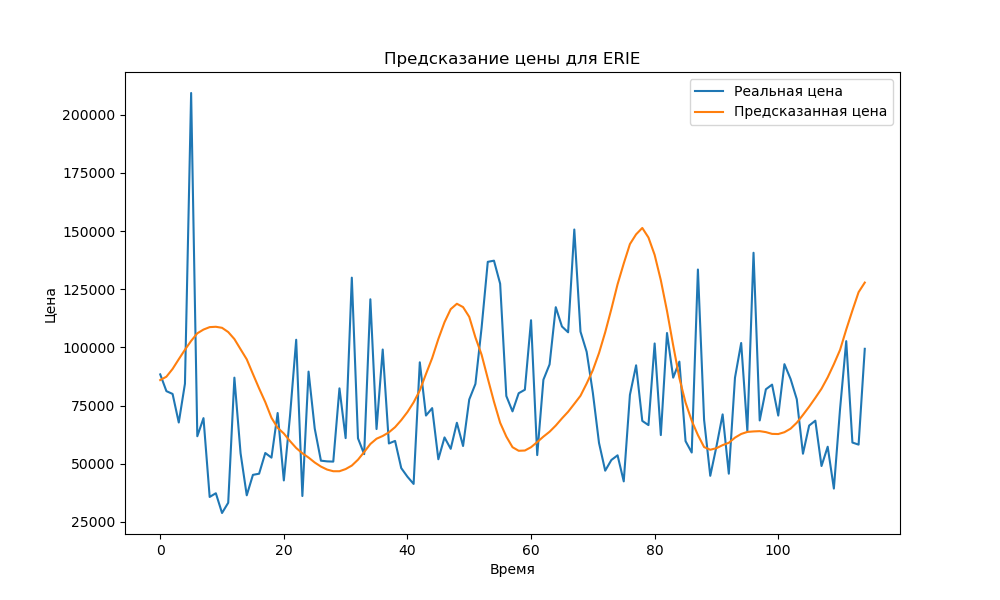 Предсказание цены для ERIE
Реальная цена
Предсказанная цена
Цена
200000
175000
150000
125000
100000
75000
50000
25000
0 20 40 60 80 100
Время